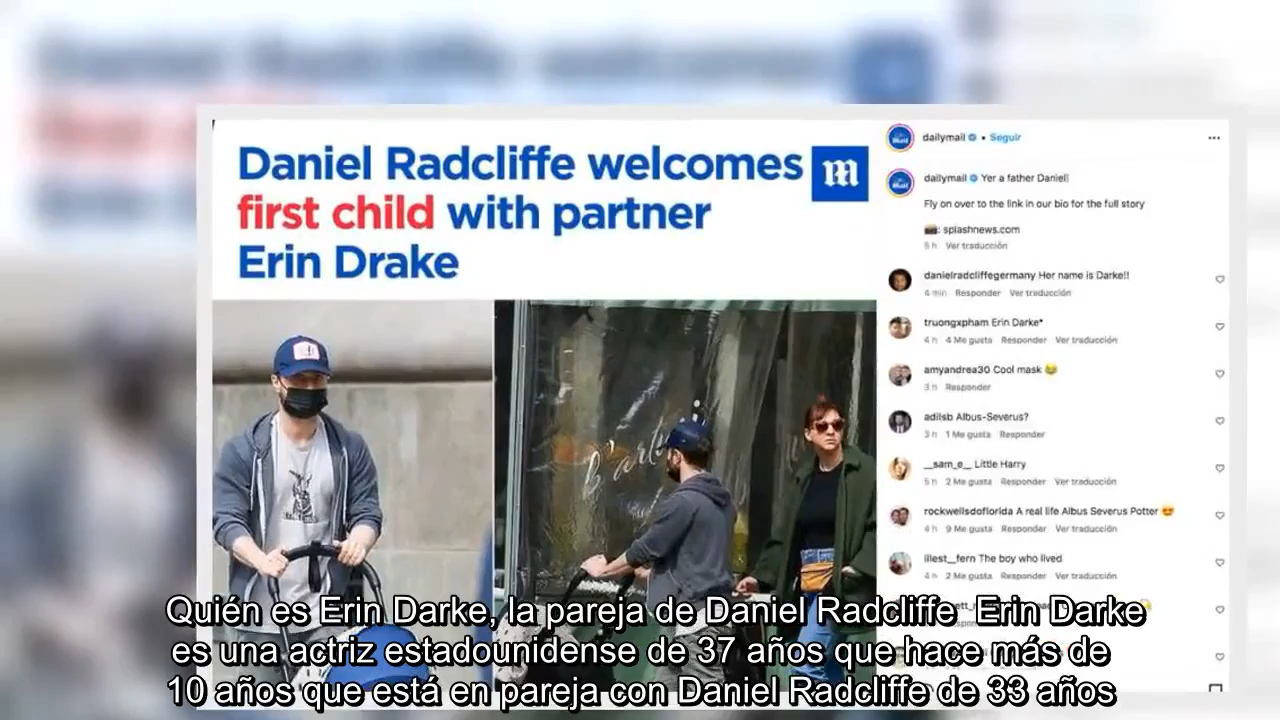 Daniel Radcliffe welcomes
first child with partner
Erin Drake
dailymail • Seguir
dailymail Yer a father Daniel!
Fly on over to the link in our bio for the full story
📸: splashnews.com
5 h Ver traducción
danielradcliffegermany Her name is Darke!!
4 min Responder Ver traducción
truongxpham Erin Darke*
4 h 4 Me gusta Responder Ver traducción
amyandrea30 Cool mask 😂
3 h Responder
adilsb Albus-Severus?
3 h 1 Me gusta Responder
__sam_e__ Little Harry
5 h 2 Me gusta Responder Ver traducción
rockwellsdoflorida A real life Albus Severus Potter 😍
4 h 9 Me gusta Responder Ver traducción
illest__fern The boy who lived
4 h 2 Me gusta Responder Ver traducción
Quién es Erin Darke, la pareja de Daniel Radcliffe Erin Darke
es una actriz estadounidense de 37 años que hace más de
10 años que está en pareja con Daniel Radcliffe de 33 años